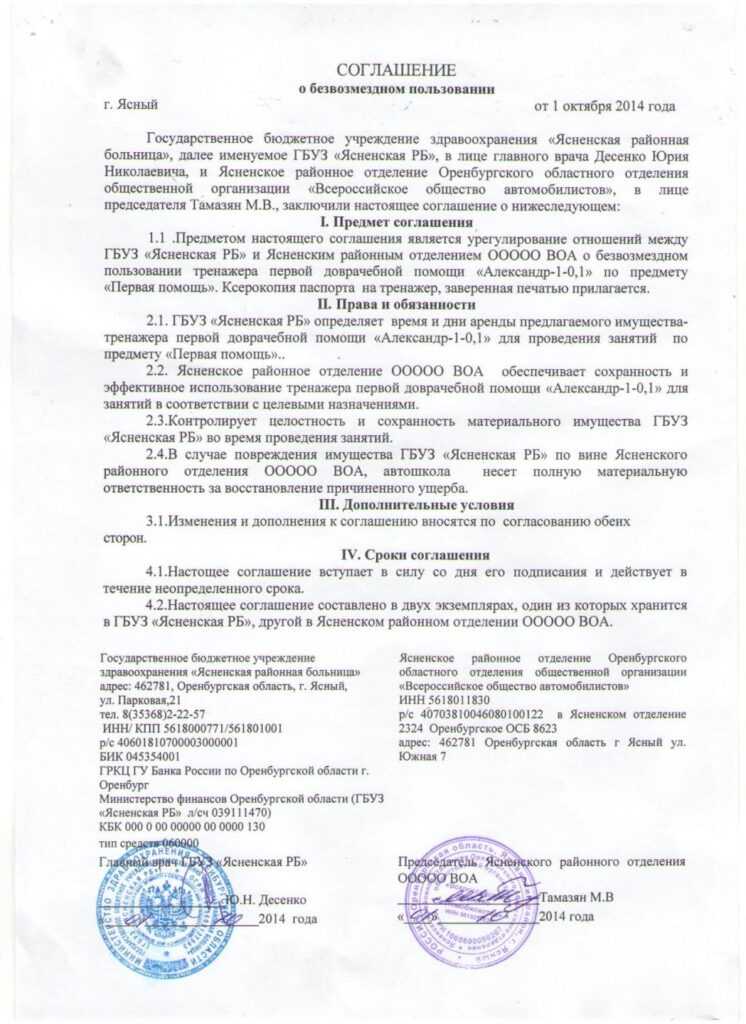 СОГЛАШЕНИЕ
о безвозмездном пользовании
г. Ясный от 1 октября 2014 года
Государственное бюджетное учреждение здравоохранения «Ясненская районная
больница», далее именуемое ГБУЗ «Ясненская РБ», в лице главного врача Десенко Юрия
Николаевича, и Ясненское районное отделение Оренбургского областного отделения
общественной организации «Всероссийское общество автомобилистов», в лице
председателя Тамазян М.В., заключили настоящее соглашение о нижеследующем:
I. Предмет соглашения
1.1 .Предметом настоящего соглашения является урегулирование отношений между
ГБУЗ «Ясненская РБ» и Ясненским районным отделением ООООО ВОА о безвозмездном
пользовании тренажера первой доврачебной помощи «Александр-1-0,1» по предмету
«Первая помощь». Ксерокопия паспорта на тренажер, заверенная печатью прилагается.
II. Права и обязанности
2.1. ГБУЗ «Ясненская РБ» определяет время и дни аренды предлагаемого имущества-
тренажера первой доврачебной помощи «Александр-1-0,1» для проведения занятий по
предмету «Первая помощь»..
2.2. Ясненское районное отделение ООООО ВОА обеспечивает сохранность и
эффективное использование тренажера первой доврачебной помощи «Александр-1-0,1» для
занятий в соответствии с целевыми назначениями.
2.3.Контролирует целостность и сохранность материального имущества ГБУЗ
«Ясненская РБ» во время проведения занятий.
2.4.В случае повреждения имущества ГБУЗ «Ясненская РБ» по вине Ясненского
районного отделения ООООО ВОА, автошкола несет полную материальную
ответственность за восстановление причиненного ущерба.
III. Дополнительные условия
3.1.Изменения и дополнения к соглашению вносятся по согласованию обеих
сторон.
IV. Сроки соглашения
4.1.Настощее соглашение вступает в силу со дня его подписания и действует в
течение неопределенного срока.
4.2.Настоящее соглашение составлено в двух экземплярах, один из которых хранится
в ГБУЗ «Ясненская РБ», другой в Ясненском районном отделении ООООО ВОА.
Государственное бюджетное учреждение
здравоохранения «Ясненская районная больница»
адрес: 462781, Оренбургская область, г. Ясный,
ул. Парковая,21
тел. 8(35368)2-22-57
ИНН/ КПП 5618000771/561801001
р/с 40601810700003000001
БИК 045354001
ГРКЦ ГУ Банка России по Оренбургской области г.
Оренбург
Министерство финансов Оренбургской области (ГБУЗ
«Ясненская РБ» л/сч 039111470)
КБК 000 0 00 00000 00 0000 130
тип средств 060000
Главный врач ГБУЗ «Ясненская РБ»
Ю.Н. Десенко
2014 года
Ясненское районное отделение Оренбургского
областного отделения общественной организации
«Всероссийское общество автомобилистов»
ИНН 5618011830
р/с 40703810046080100122 в Ясненском отделение
2324 Оренбургское ОСБ 8623
адрес: 462781 Оренбургская область г Ясный ул.
Южная 7
Председатель Ясненского районного отделения
ООООО ВОА
Тамазян М.В
2014 года